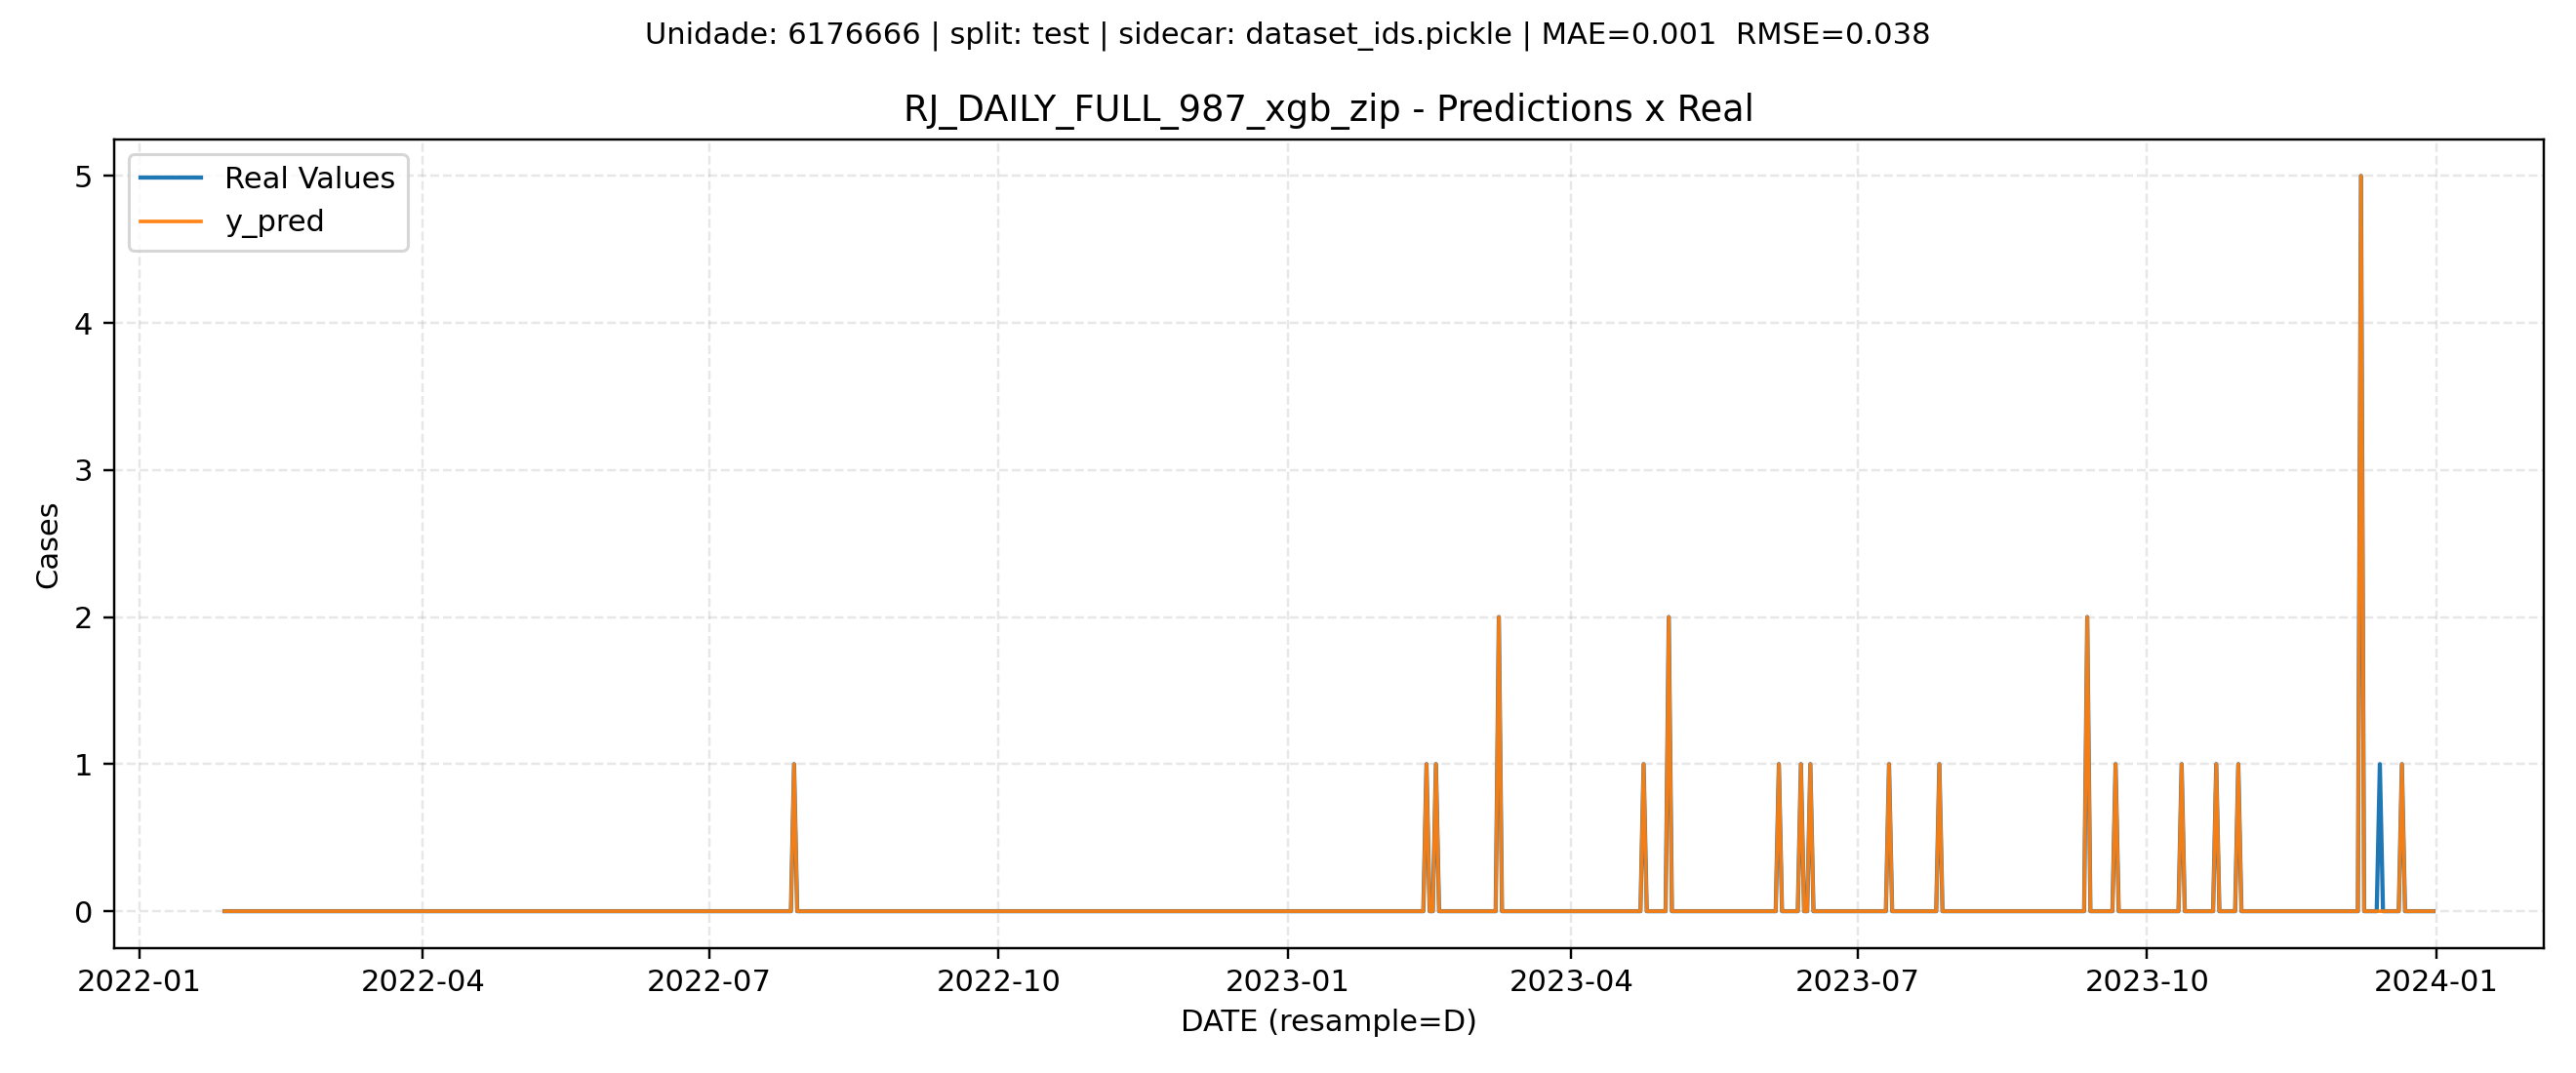 Unidade: 6176666 | split: test | sidecar: dataset_ids.pickle | MAE=0.001  RMSE=0.038
RJ_DAILY_FULL_987_xgb_zip - Predictions x Real
Real Values
y_pred
Cases
5
4
3
2
1
0
2022-01
2022-04
2022-07
2022-10
2023-01
2023-04
2023-07
2023-10
2024-01
DATE (resample=D)